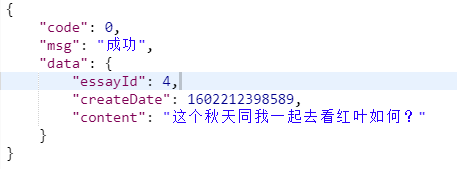 {
    "code": 0,
    "msg": "成功",
    "data": {
        "essayId": 4,
        "createDate": 1602212398589,
        "content": "这个秋天同我一起去看红叶如何？"
    }
}